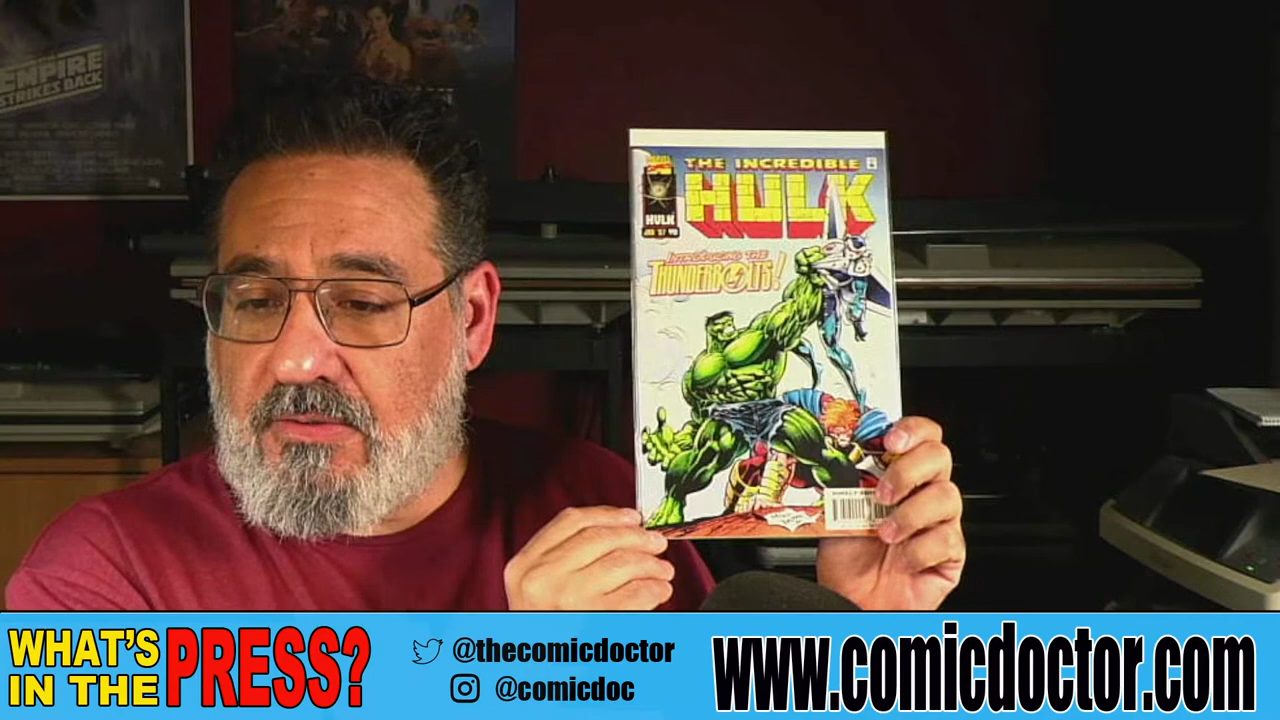 EMPIRE
STRIKES BACK
THE INCREDIBLE
HULK
HULK
INTRODUCING THE
THUNDERBOLTS!
WHAT'S
IN THE
PRESS?
@thecomicdoctor
@comicdoc
www.comicdoctor.com